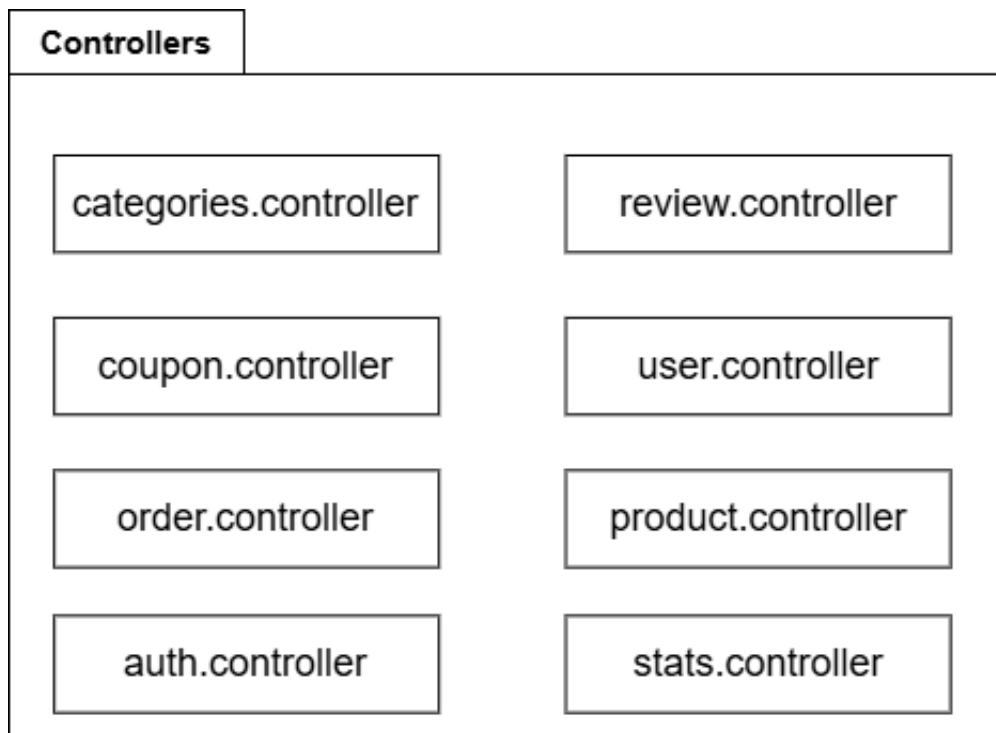 Controllers
categories.controller
review.controller
coupon.controller
user.controller
order.controller
product.controller
auth.controller
stats.controller